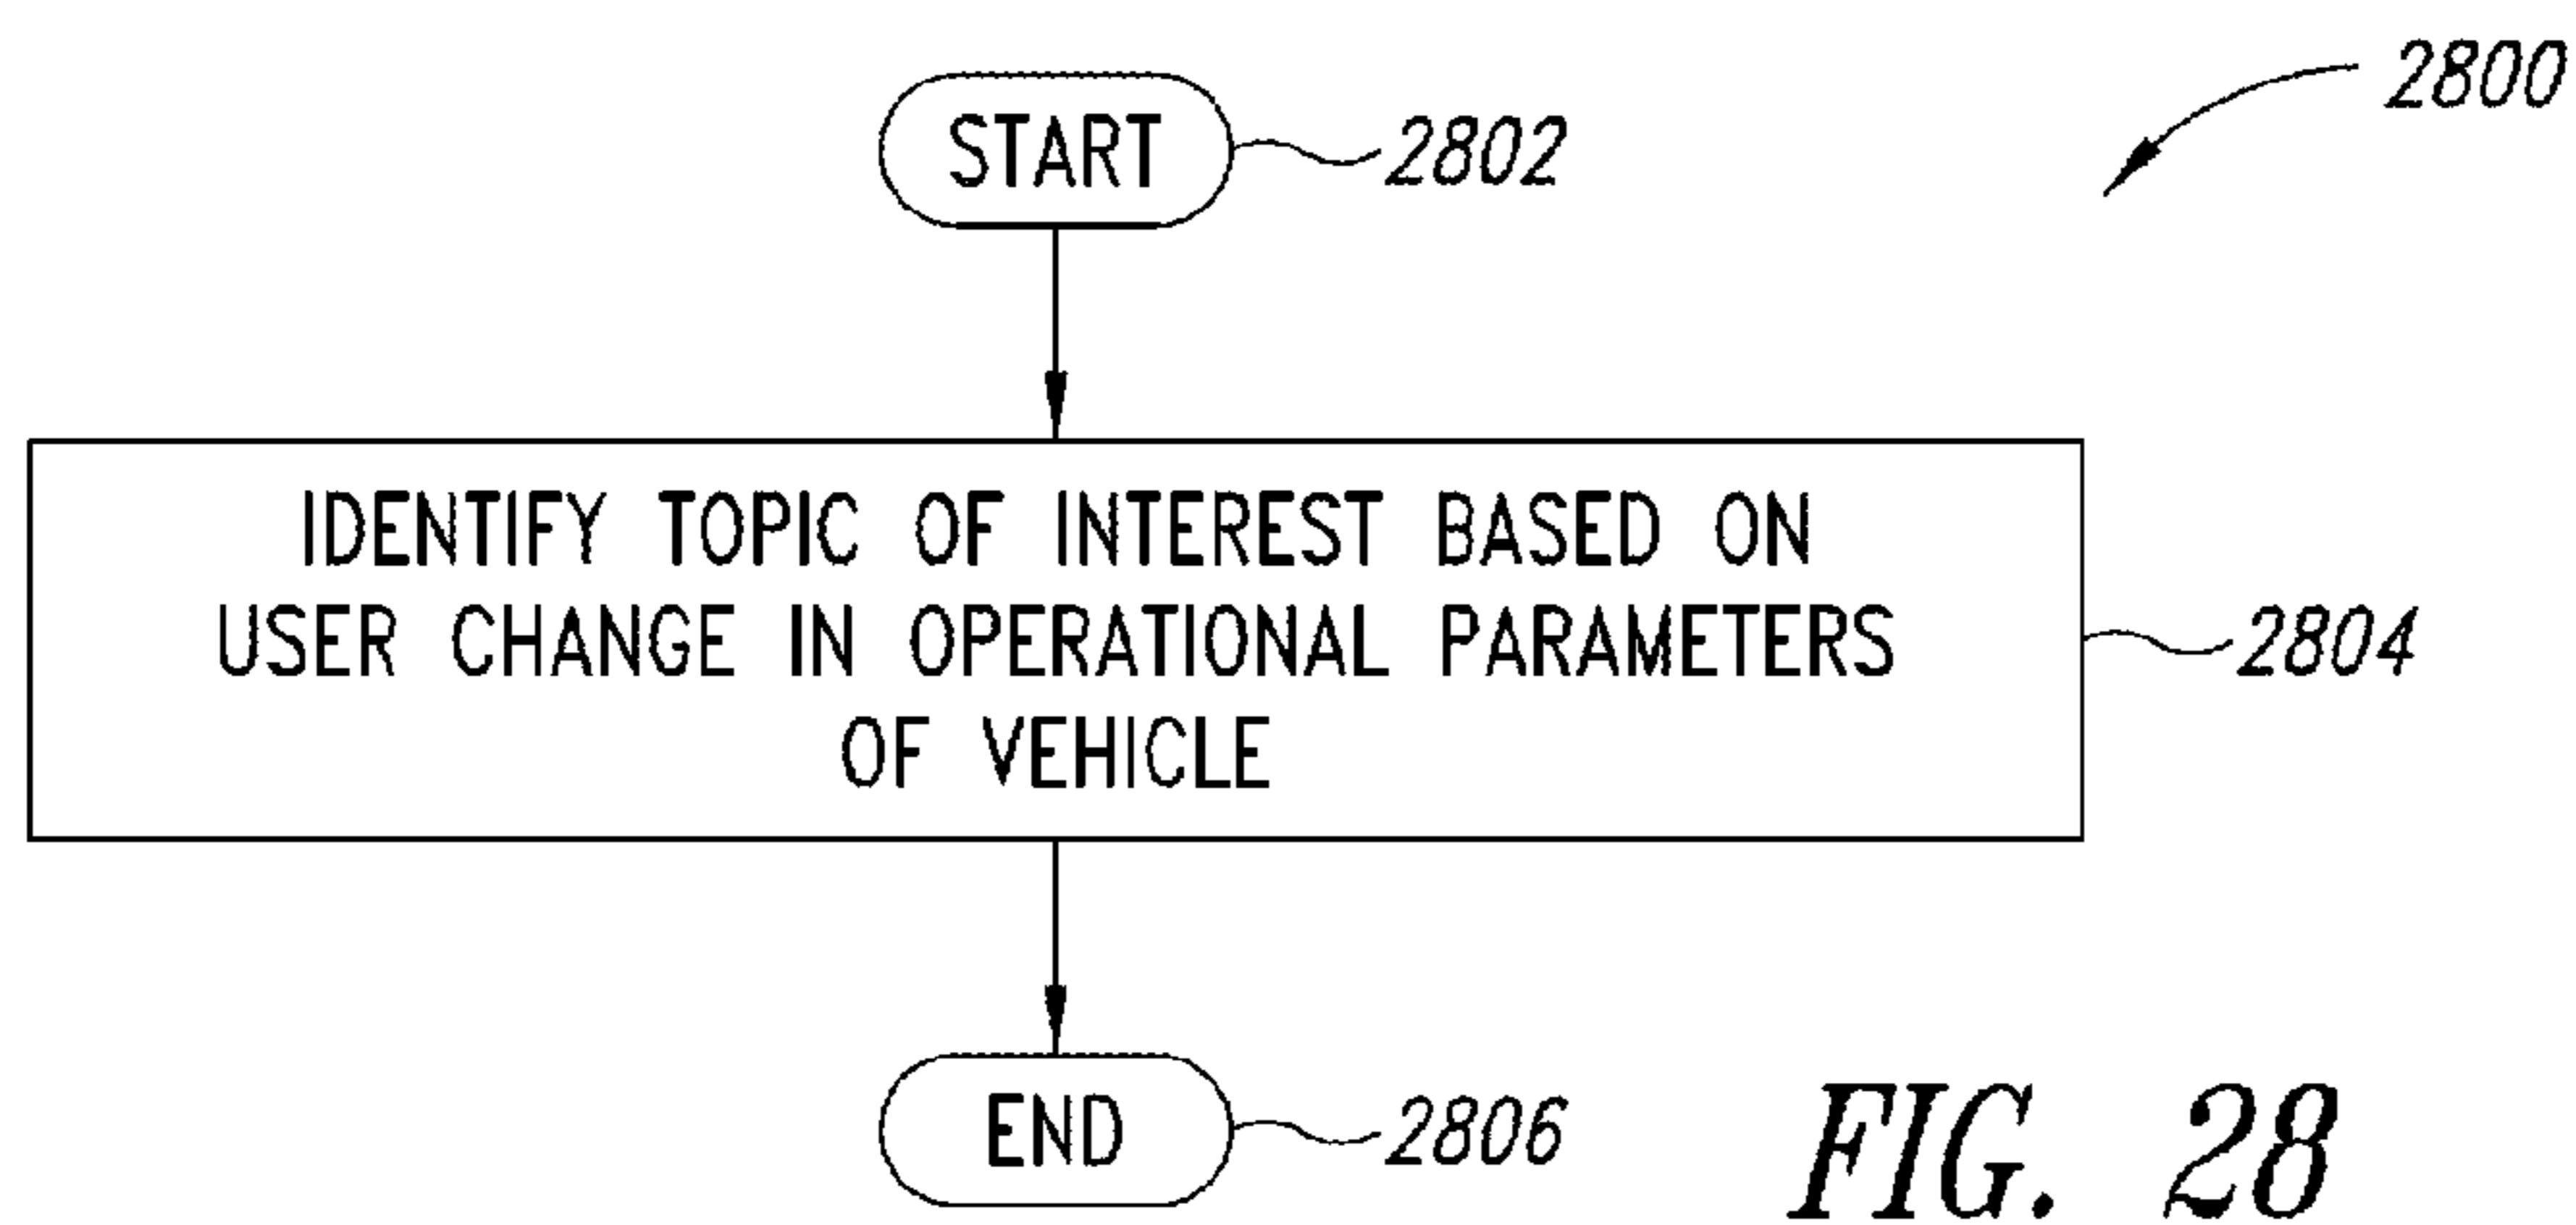 2800
START
2802
IDENTIFY TOPIC OF INTEREST BASED ON
USER CHANGE IN OPERATIONAL PARAMETERS
OF VEHICLE
2804
END
2806
FIG. 28